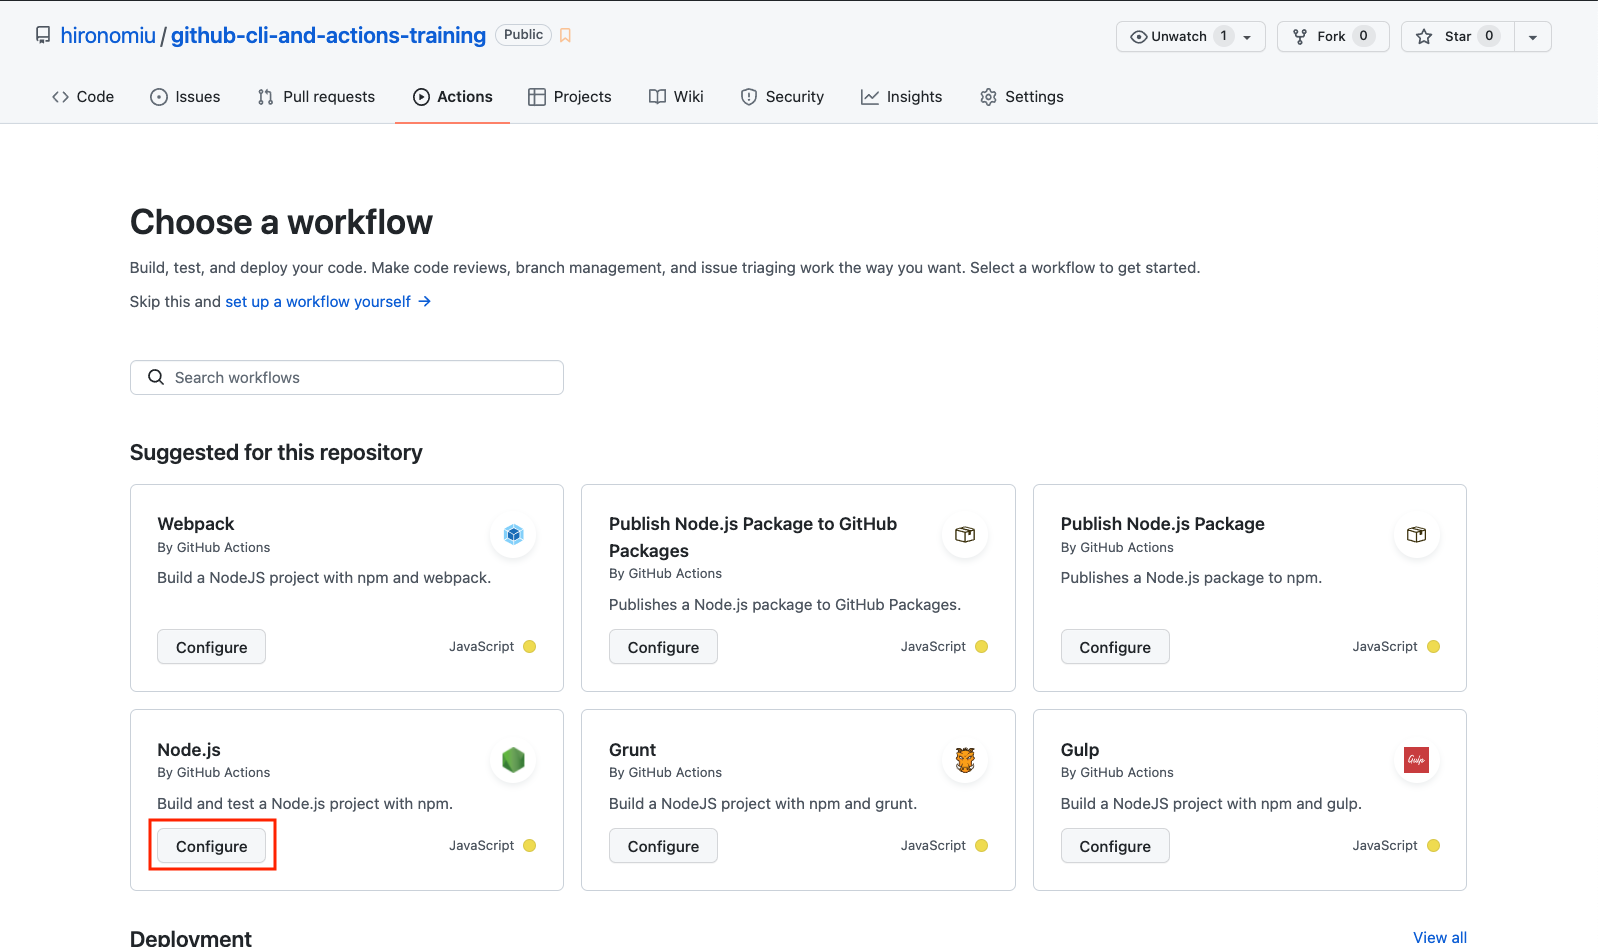 hironomiu / github-cli-and-actions-training Public
Unwatch 1
Fork 0
Star 0
Code
Issues
Pull requests
Actions
Projects
Wiki
Security
Insights
Settings
Choose a workflow
Build, test, and deploy your code. Make code reviews, branch management, and issue triaging work the way you want. Select a workflow to get started.
Skip this and set up a workflow yourself →
Search workflows
Suggested for this repository
Webpack
By GitHub Actions
Build a NodeJS project with npm and webpack.
Configure
JavaScript
Publish Node.js Package to GitHub
Packages
By GitHub Actions
Publishes a Node.js package to GitHub Packages.
Configure
JavaScript
Publish Node.js Package
By GitHub Actions
Publishes a Node.js package to npm.
Configure
JavaScript
Node.js
By GitHub Actions
Build and test a Node.js project with npm.
Configure
JavaScript
Grunt
By GitHub Actions
Build a NodeJS project with npm and grunt.
Configure
JavaScript
Gulp
By GitHub Actions
Gulp
Build a NodeJS project with npm and gulp.
Configure
JavaScript
Deployment
View all